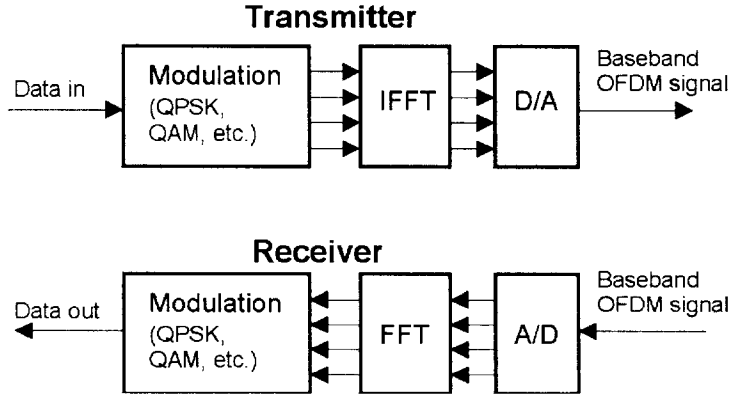 Transmitter
Data in
Modulation
(QPSK,
QAM, etc.)
IFFT
D/A
Baseband
OFDM signal
Receiver
Data out
Modulation
(QPSK,
QAM, etc.)
FFT
A/D
Baseband
OFDM signal